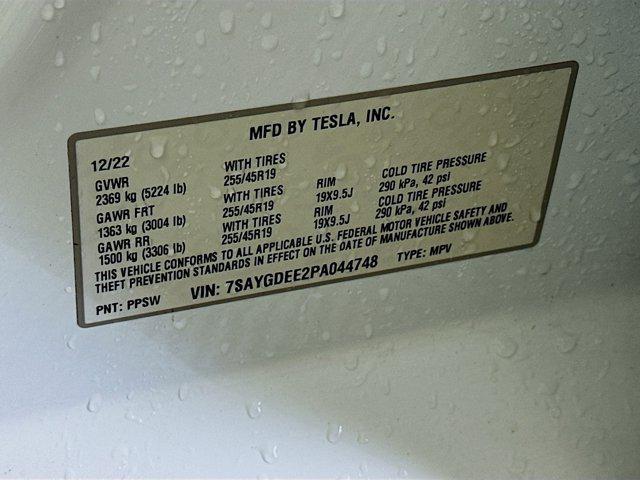 MFD BY TESLA, INC.
12/22
GVWR WITH TIRES RIM COLD TIRE PRESSURE
2369 kg (5224 lb) 255/45R19 19X9.5J 290 kPa, 42 psi
GAWR FRT WITH TIRES RIM COLD TIRE PRESSURE
1363 kg (3004 lb) 255/45R19 19X9.5J 290 kPa, 42 psi
GAWR RR WITH TIRES
1500 kg (3306 lb) 255/45R19
THIS VEHICLE CONFORMS TO ALL APPLICABLE U.S. FEDERAL MOTOR VEHICLE SAFETY AND
THEFT PREVENTION STANDARDS IN EFFECT ON THE DATE OF MANUFACTURE SHOWN ABOVE.
PNT: PPSW VIN: 7SAYGDEE2PA044748 TYPE: MPV